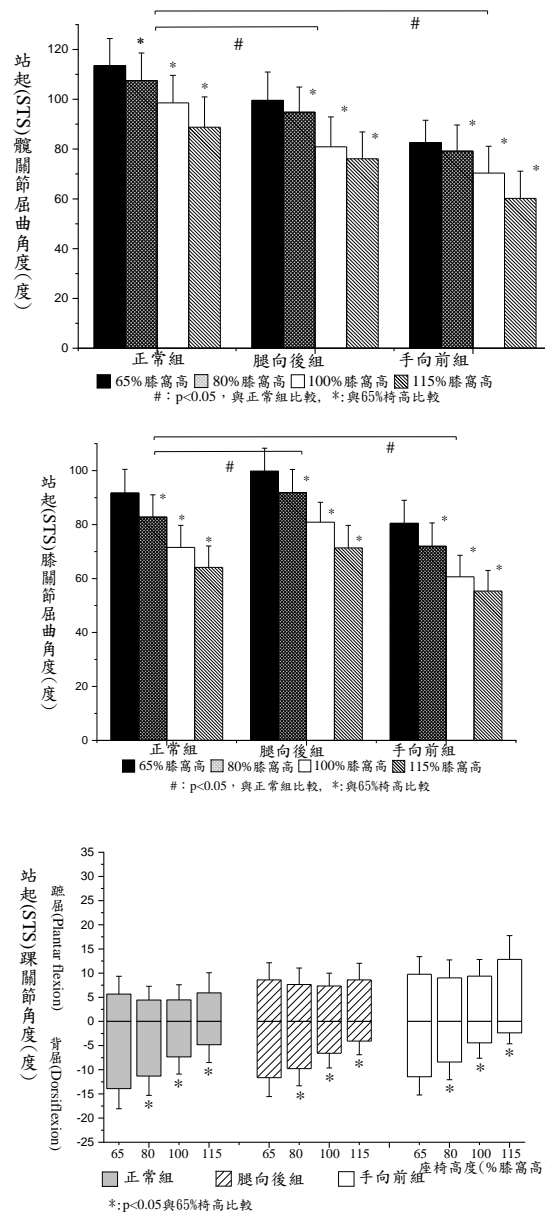 站起(STS)髖關節屈曲角度(度)
120
100
80
60
40
20
0
#
#
* * *
* * *
* * *
正常組 腿向後組 手向前組
65%膝窩高 80%膝窩高 100%膝窩高 115%膝窩高
#：p<0.05，與正常組比較, *:與65%椅高比較
站起(STS)膝關節屈曲角度(度)
100
80
60
40
20
0
#
#
* * *
* * *
* * *
正常組 腿向後組 手向前組
65%膝窩高 80%膝窩高 100%膝窩高 115%膝窩高
#：p<0.05，與正常組比較, *:與65%椅高比較
站起(STS)踝關節角度(度)
蹠屈(Plantar flexion)
背屈(Dorsiflexion)
35
30
25
20
15
10
5
0
-5
-10
-15
-20
-25
* * *
* * *
* * *
65 80 100 115 65 80 100 115 65 80 100 115
座椅高度(%膝窩高
正常組 腿向後組 手向前組
*:p<0.05與65%椅高比較